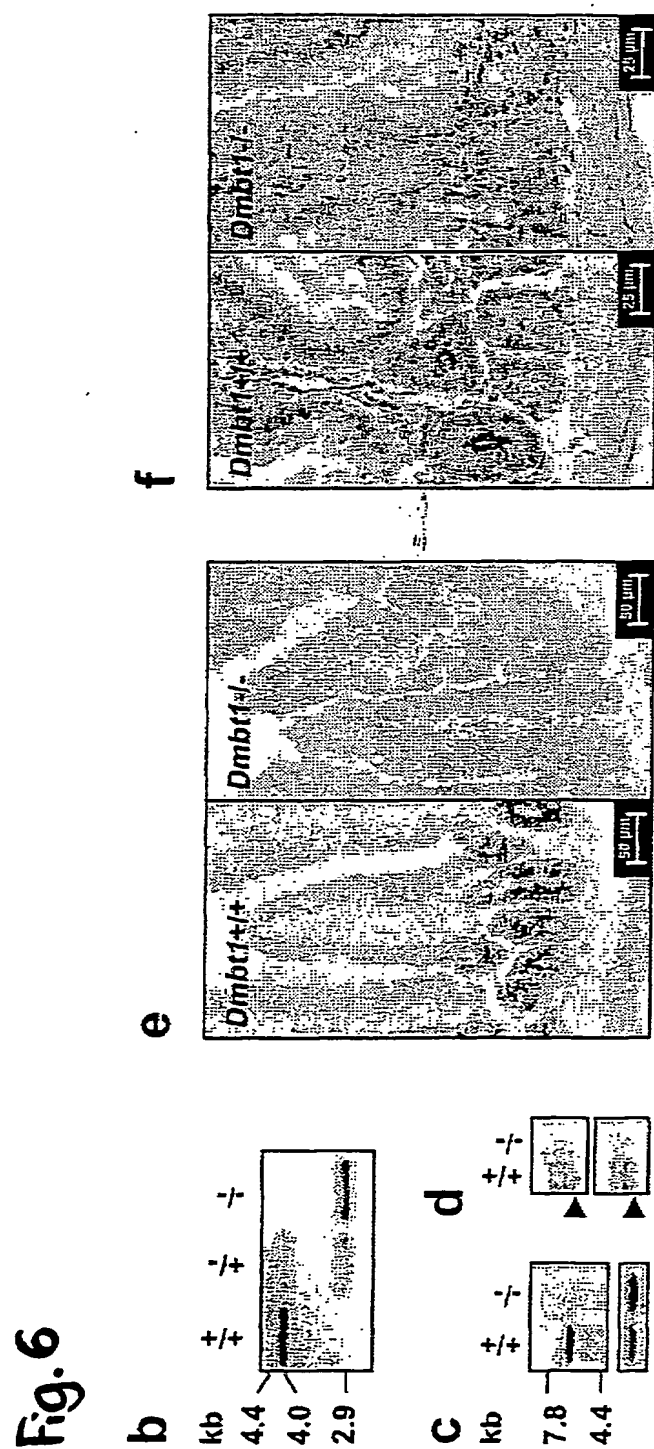 Fig. 6
b
kb
+/+ -/+ -/-
4.4
4.0
2.9
c
kb
+/+ -/-
7.8
4.4
d
+/+ -/-
e
Dmbt1+/+
50 µm
Dmbt1-/-
50 µm
f
Dmbt1+/+
25 µm
Dmbt1-/-
25 µm